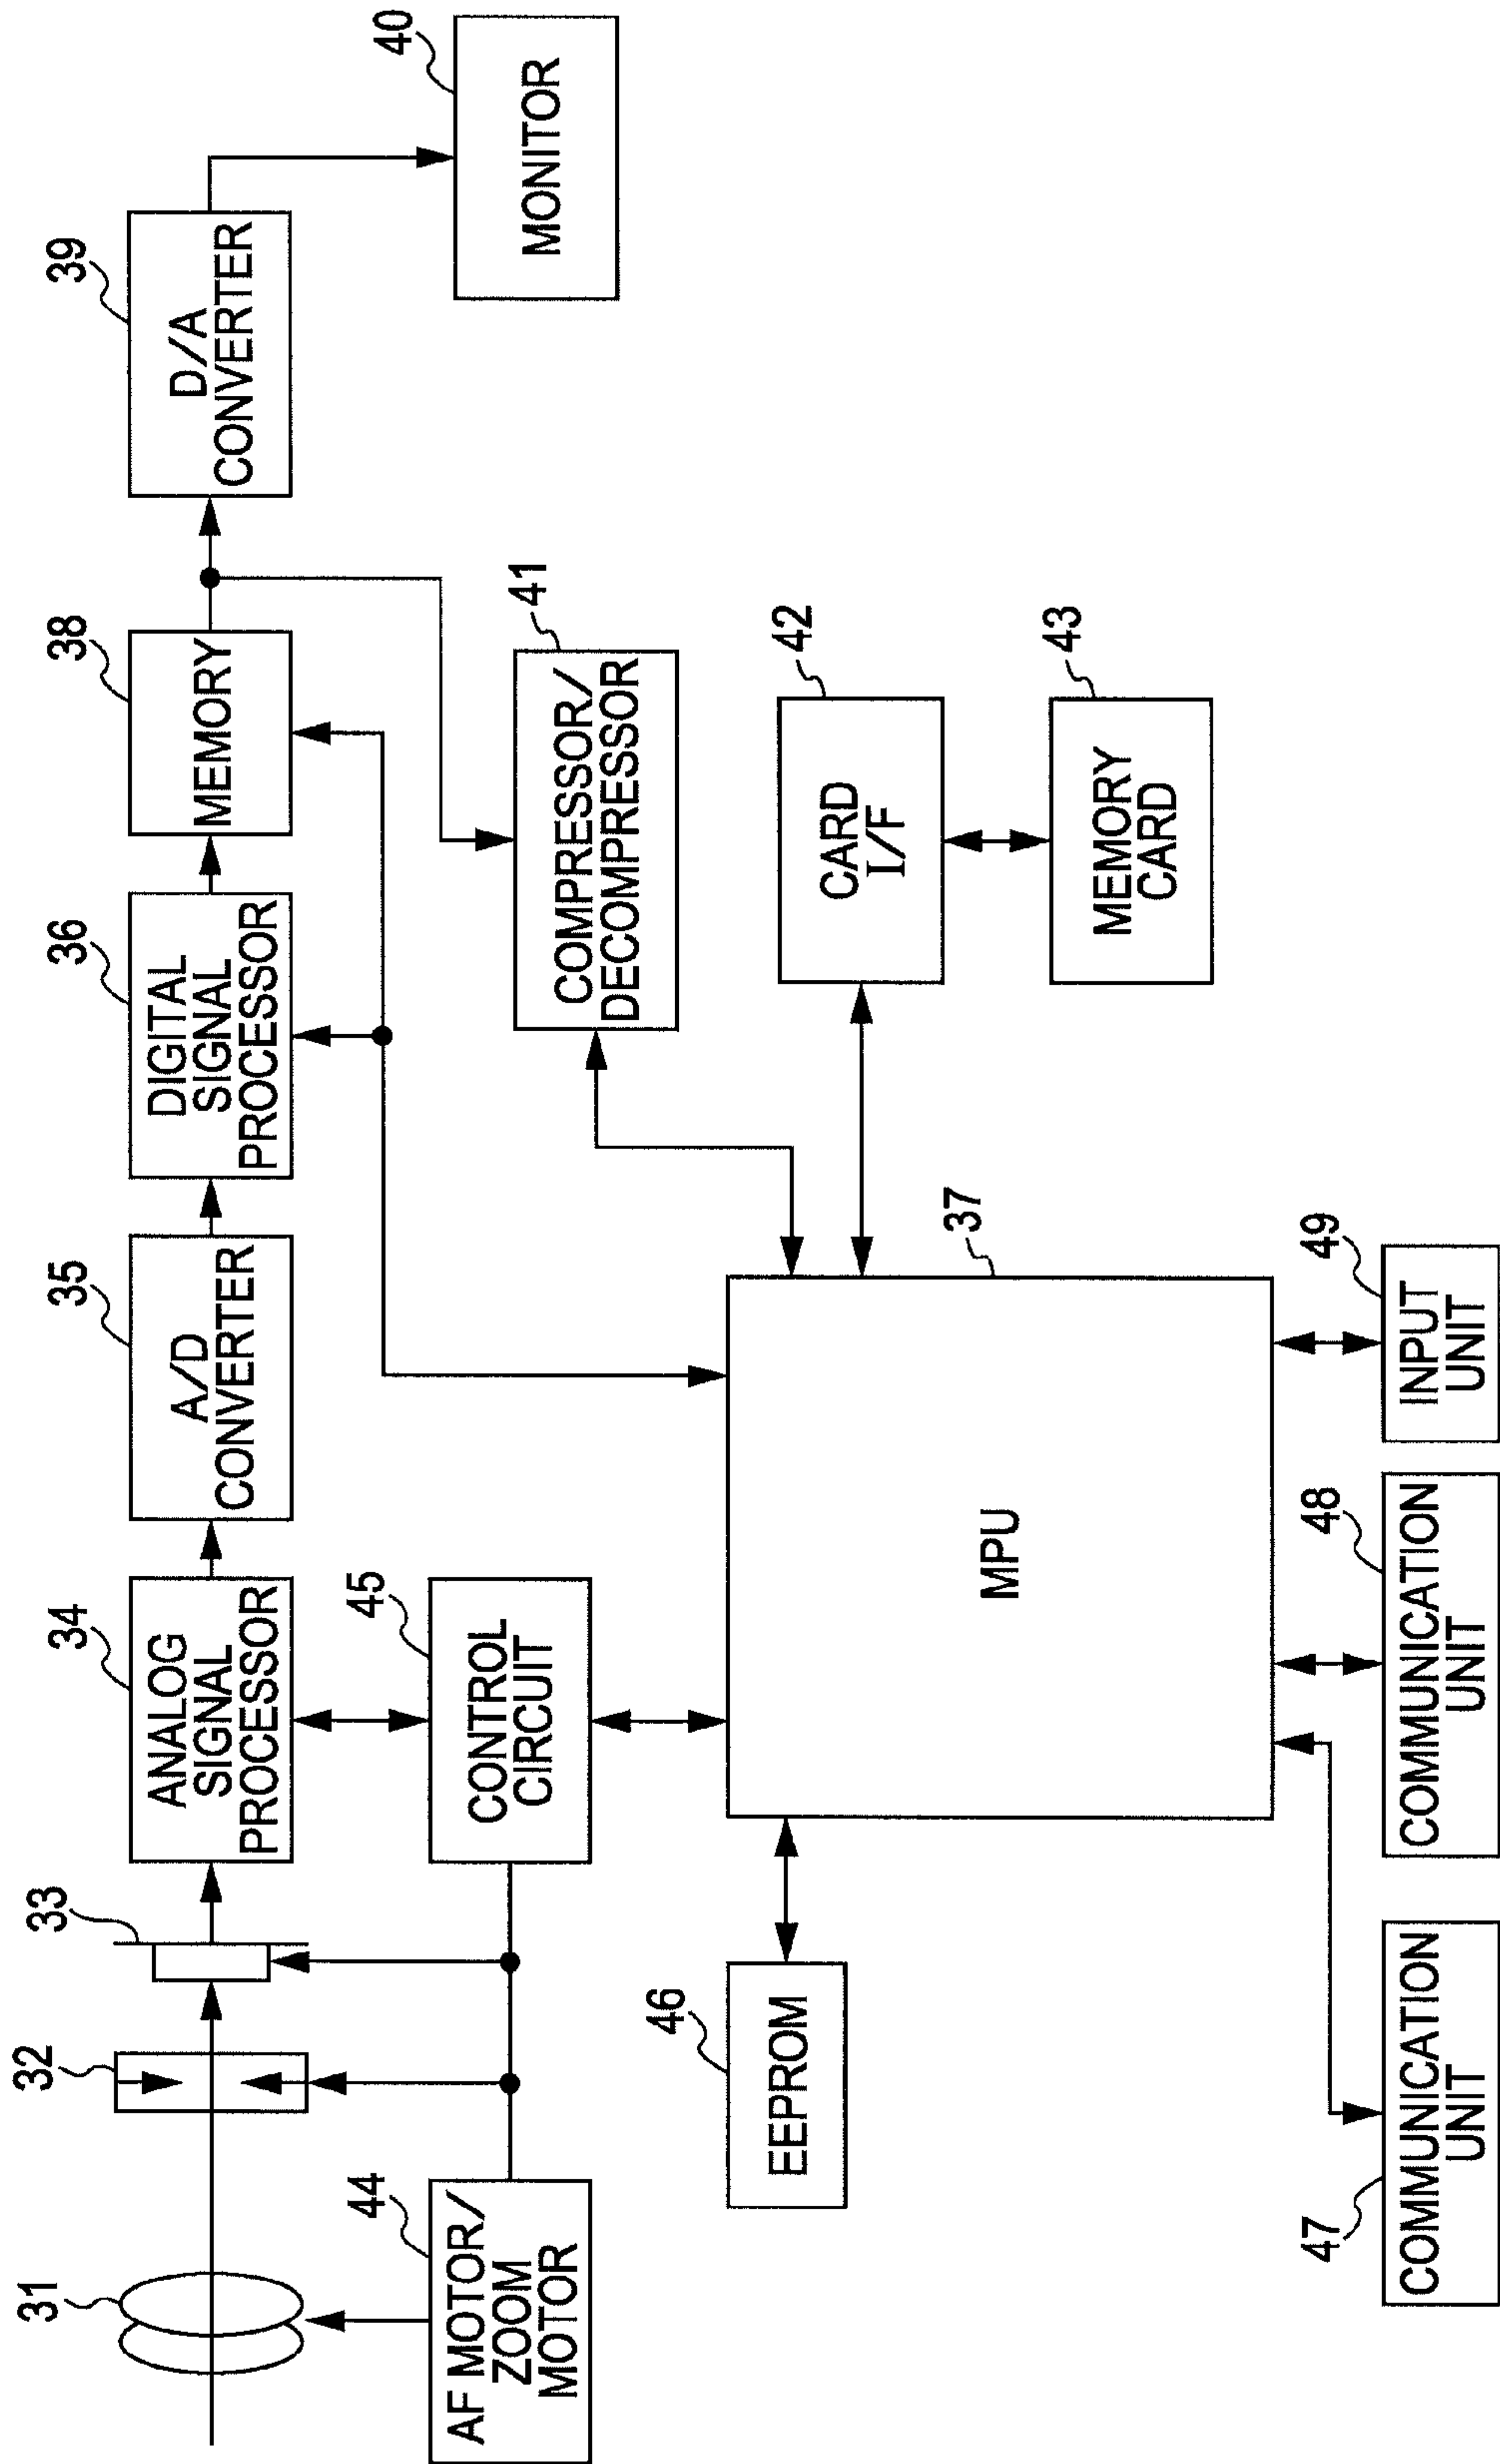 31
32
33
34
ANALOG
SIGNAL
PROCESSOR
35
A/D
CONVERTER
36
DIGITAL
SIGNAL
PROCESSOR
38
MEMORY
39
D/A
CONVERTER
40
MONITOR
44
AF MOTOR/
ZOOM
MOTOR
45
CONTROL
CIRCUIT
41
COMPRESSOR/
DECOMPRESSOR
46
EEPROM
37
MPU
42
CARD
I/F
43
MEMORY
CARD
47
COMMUNICATION
UNIT
48
COMMUNICATION
UNIT
49
INPUT
UNIT